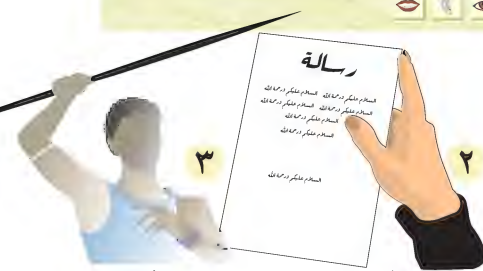 رسالة
السلام عليكم ورحمة الله السلام عليكم ورحمة الله
السلام عليكم ورحمة الله السلام عليكم ورحمة الله
السلام عليكم ورحمة الله
السلام عليكم ورحمة الله
السلام عليكم ورحمة الله
٢
٣